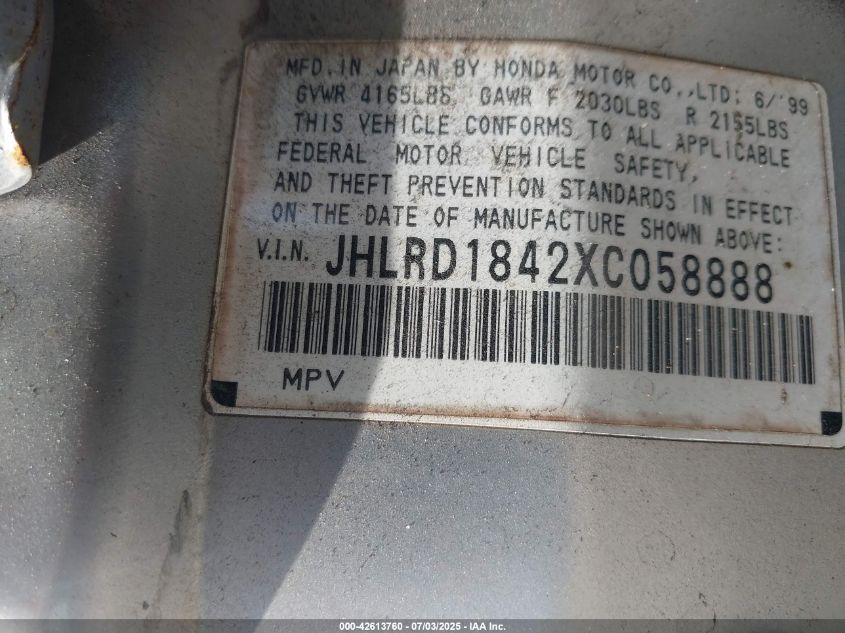 MFD. IN JAPAN BY HONDA MOTOR CO., LTD: 6/'99
GVWR 4165LBS GAWR F 2030LBS R 2155LBS
THIS VEHICLE CONFORMS TO ALL APPLICABLE
FEDERAL MOTOR VEHICLE SAFETY,
AND THEFT PREVENTION STANDARDS IN EFFECT
ON THE DATE OF MANUFACTURE SHOWN ABOVE:
V.I.N. JHLRD1842XC058888
MPV
000-42613760 - 07/03/2025 - IAA Inc.